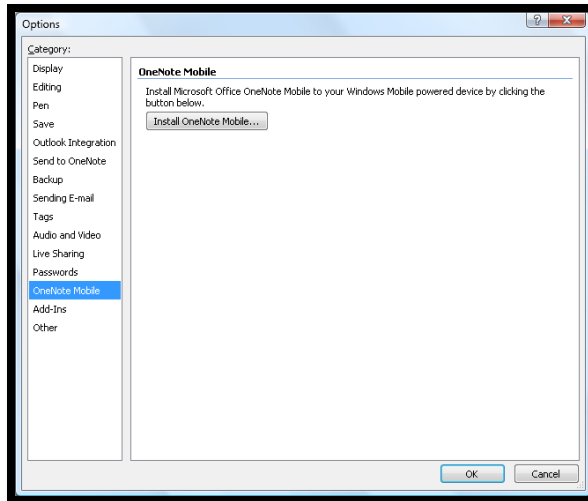 Options
Category:
Display
Editing
Pen
Save
Outlook Integration
Send to OneNote
Backup
Sending E-mail
Tags
Audio and Video
Live Sharing
Passwords
OneNote Mobile
Add-Ins
Other
OneNote Mobile
Install Microsoft Office OneNote Mobile to your Windows Mobile powered device by clicking the
button below.
Install OneNote Mobile...
OK
Cancel